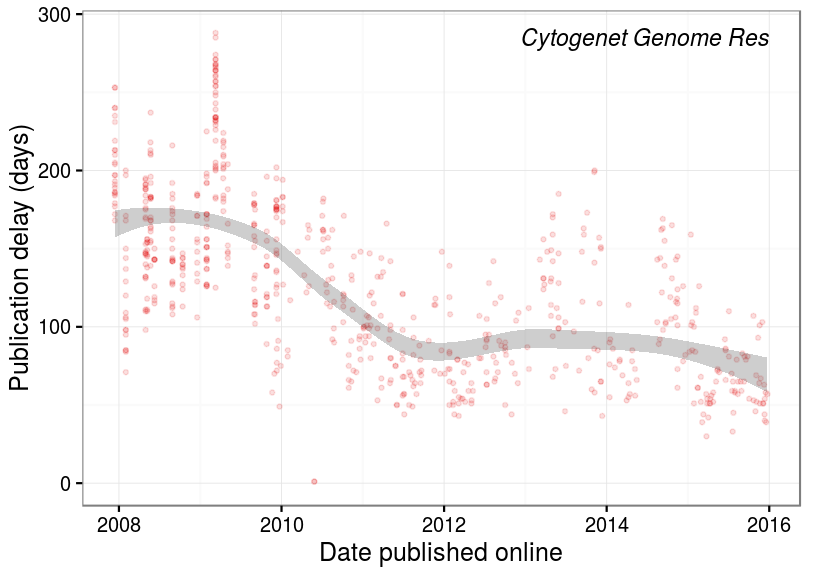 Cytogenet Genome Res
Publication delay (days)
300
200
100
0
2008 2010 2012 2014 2016
Date published online